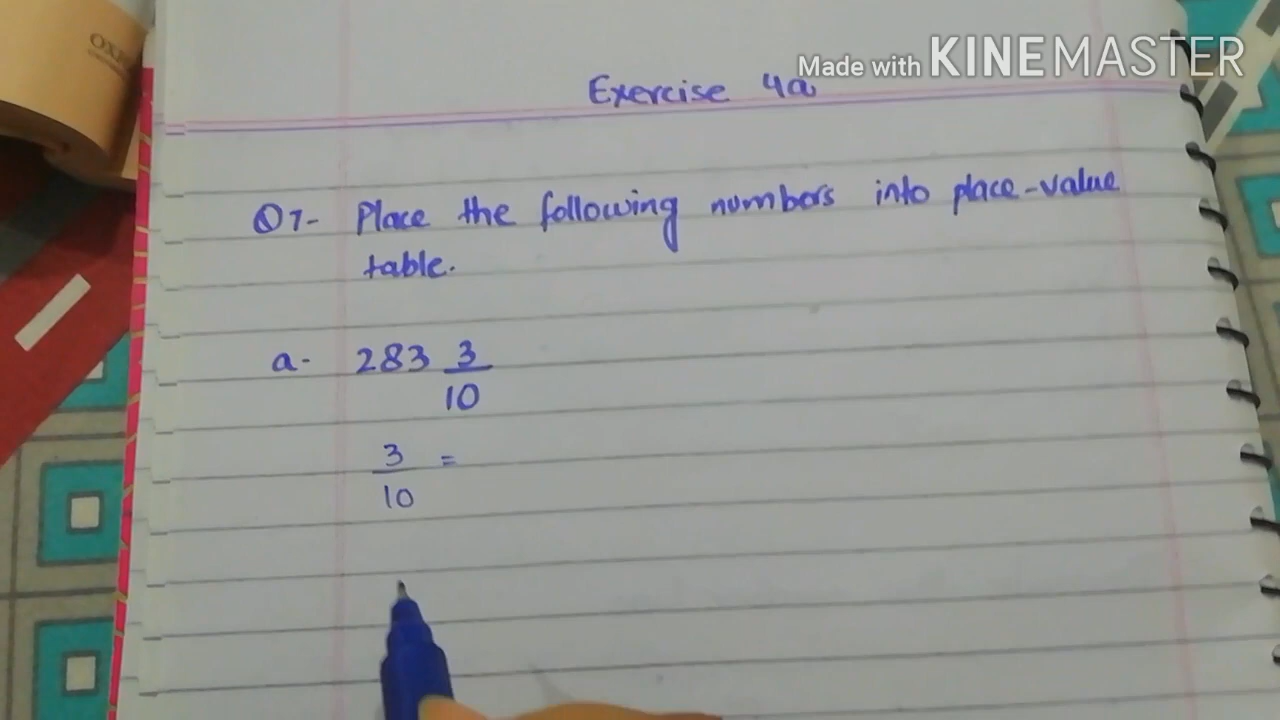 Made with KINEMASTER
Exercise 4a
Q1- Place the following numbers into place-value
table.
a- 283 3/10
3/10 =